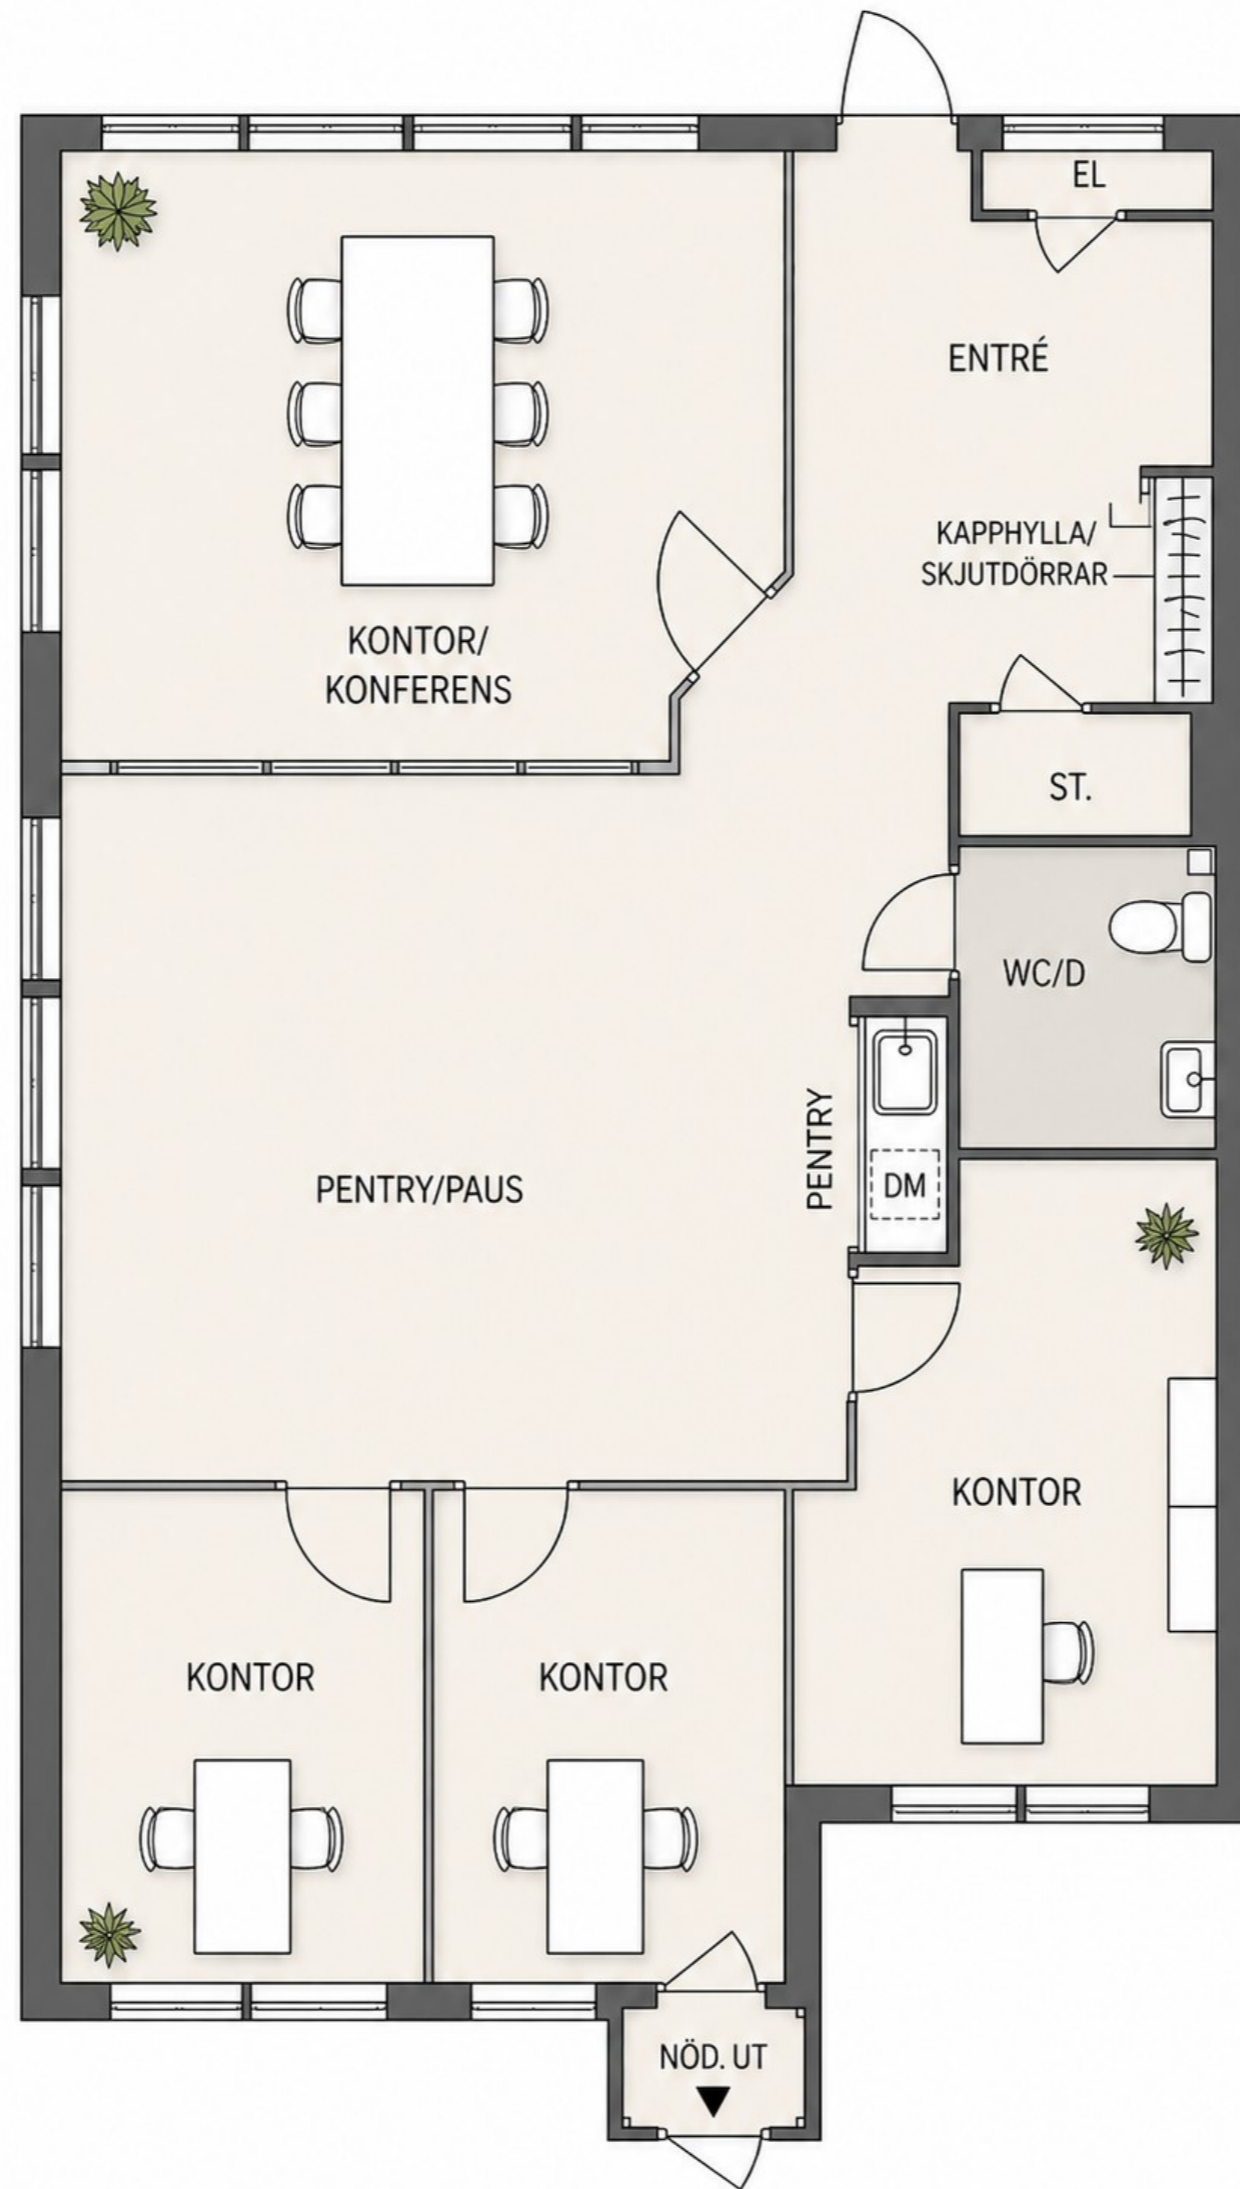 EL
ENTRÉ
KAPPHYLLA/
SKJUTDÖRRAR
KONTOR/
KONFERENS
ST.
WC/D
PENTRY
DM
PENTRY/PAUS
KONTOR
KONTOR
KONTOR
NÖD. UT